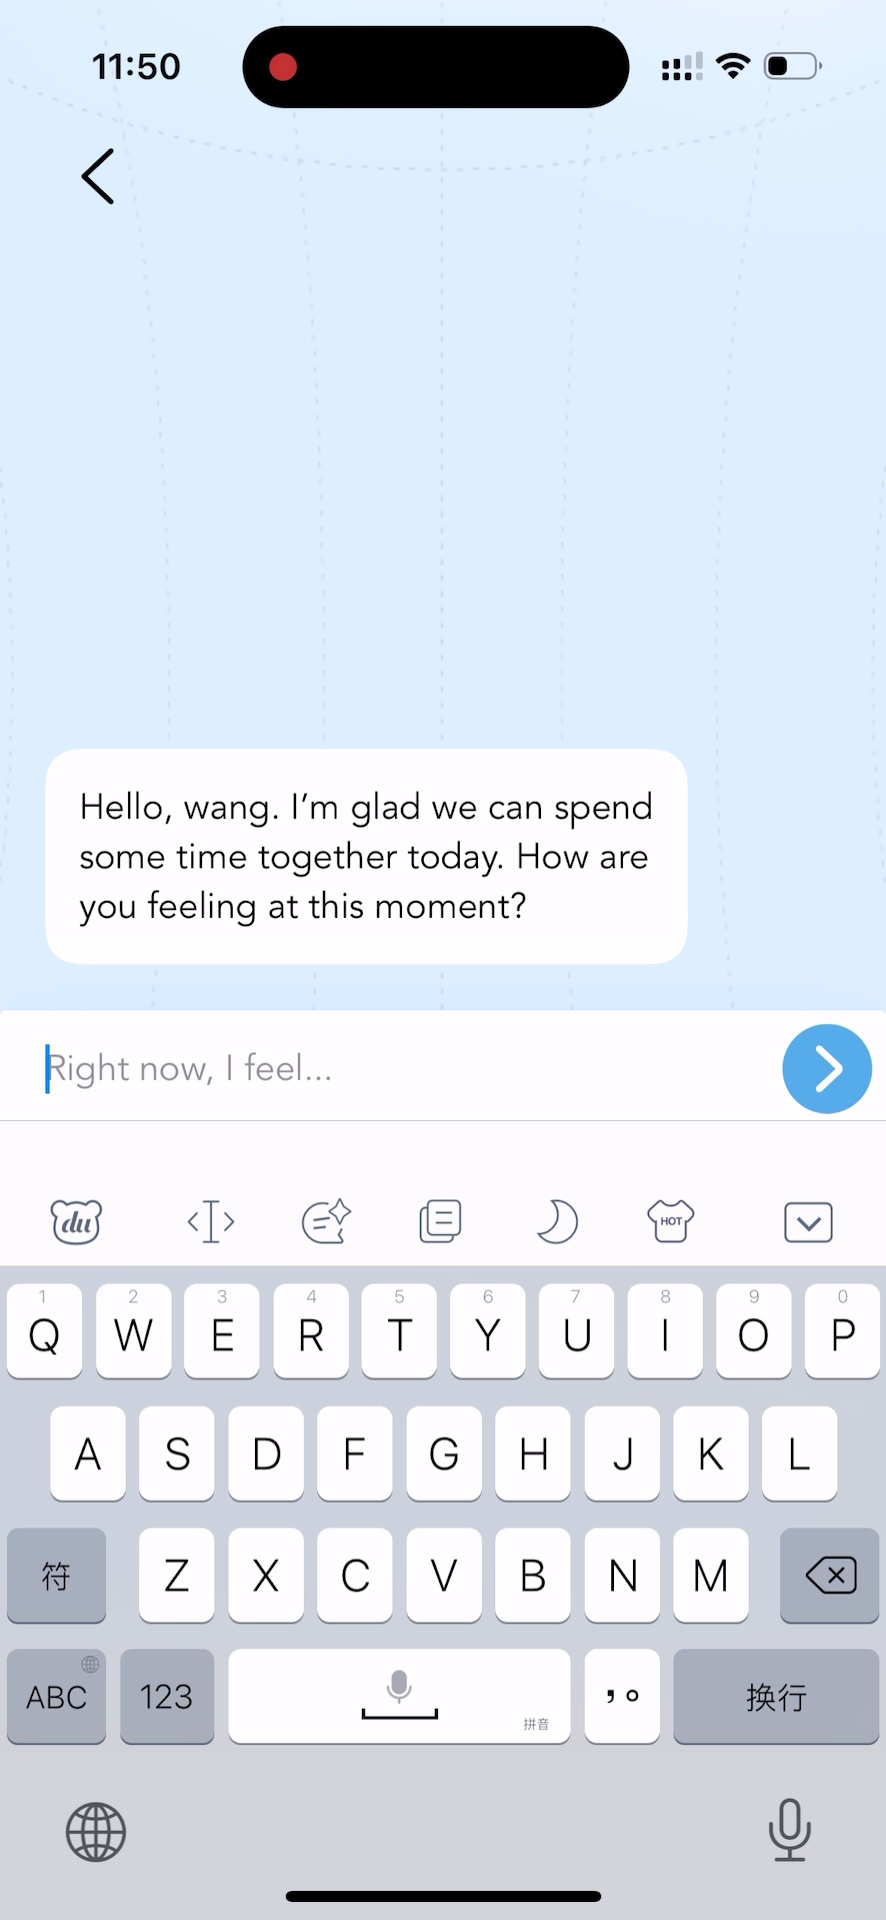 11:50
Hello, wang. I'm glad we can spend
some time together today. How are
you feeling at this moment?
Right now, I feel...
du
HOT
1 2 3 4 5 6 7 8 9 0
Q W E R T Y U I O P
A S D F G H J K L
符 Z X C V B N M
ABC 123 拼音 ,。 换行